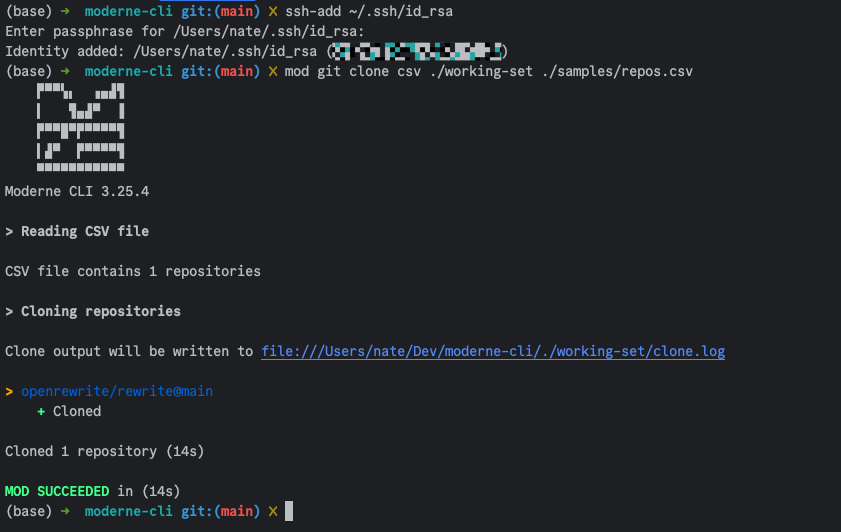 (base) → moderne-cli git:(main) ✗ ssh-add ~/.ssh/id_rsa
Enter passphrase for /Users/nate/.ssh/id_rsa:
Identity added: /Users/nate/.ssh/id_rsa ()
(base) → moderne-cli git:(main) ✗ mod git clone csv ./working-set ./samples/repos.csv
Moderne CLI 3.25.4
> Reading CSV file
CSV file contains 1 repositories
> Cloning repositories
Clone output will be written to file:///Users/nate/Dev/moderne-cli/./working-set/clone.log
> openrewrite/rewrite@main
+ Cloned
Cloned 1 repository (14s)
MOD SUCCEEDED in (14s)
(base) → moderne-cli git:(main) ✗